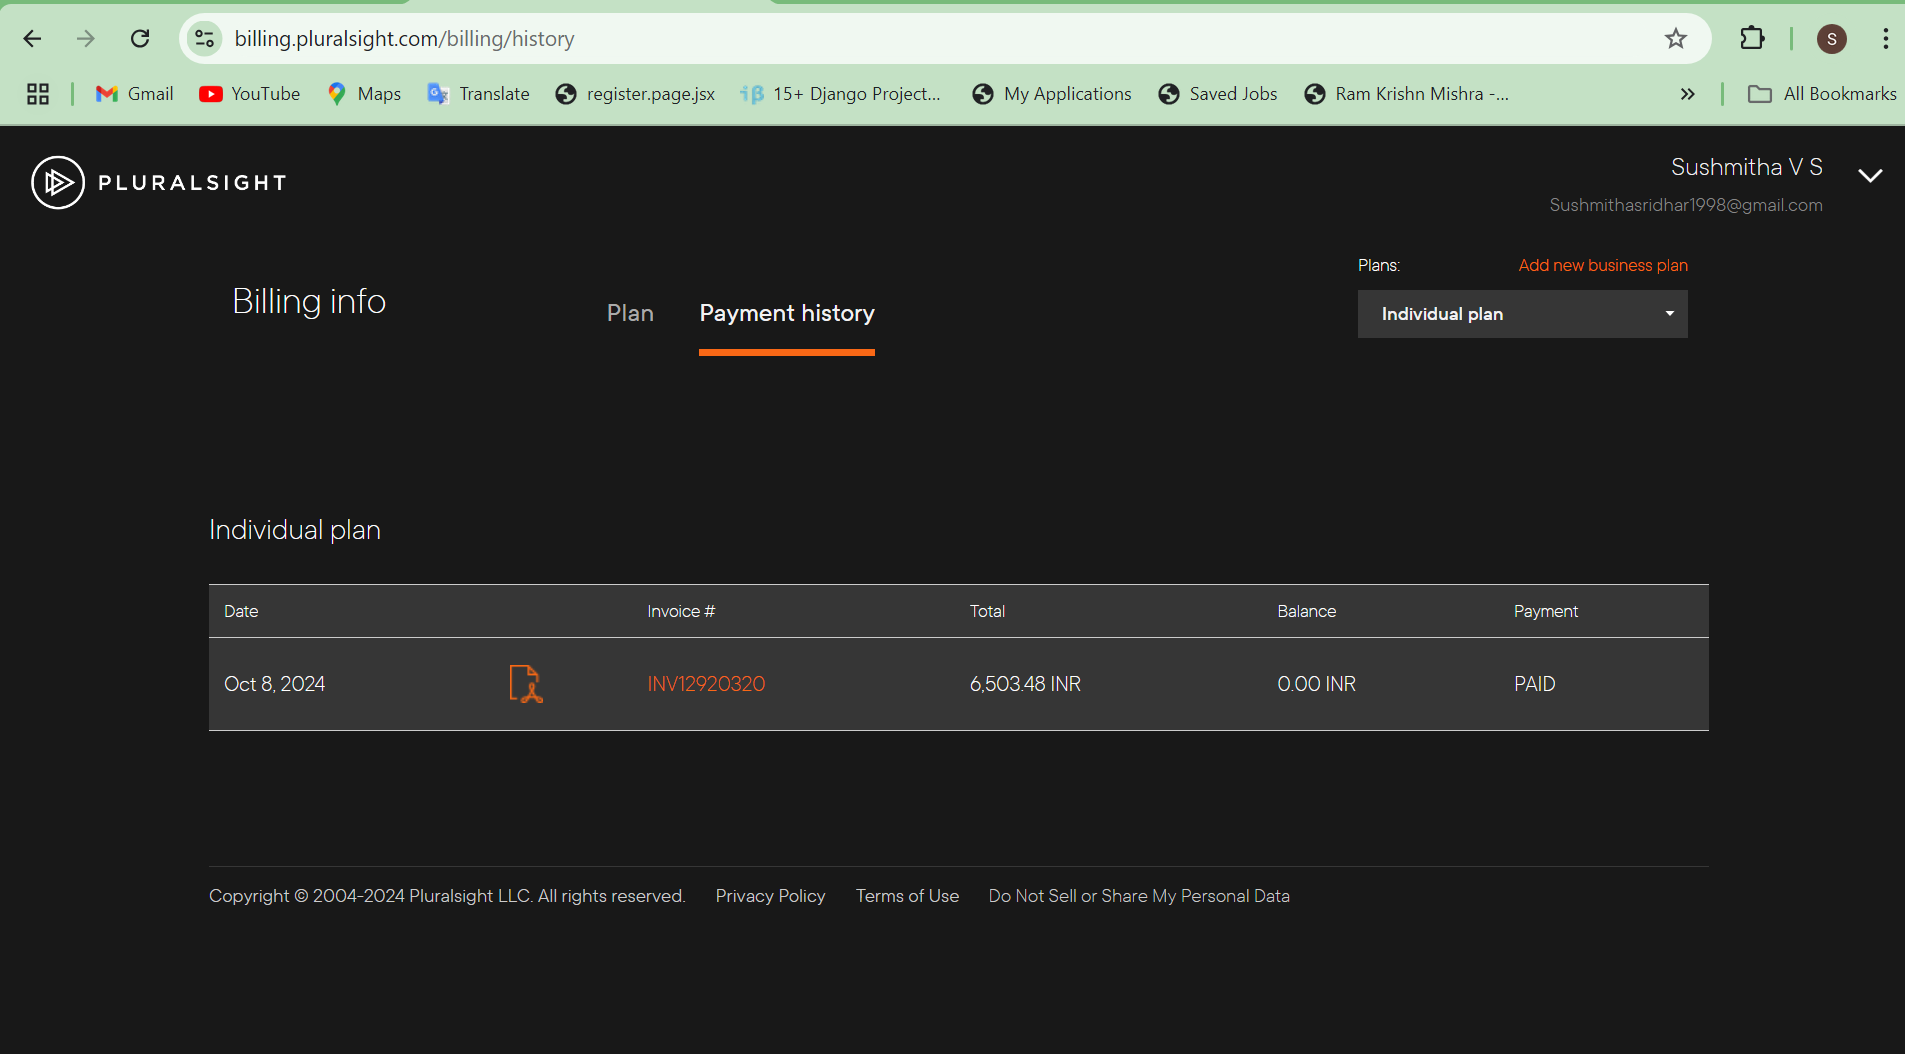 billing.pluralsight.com/billing/history
S
Gmail YouTube Maps Translate register.page.jsx 15+ Django Project... My Applications Saved Jobs Ram Krishn Mishra -... » All Bookmarks
PLURALSIGHT
Sushmitha V S
Sushmithasridhar1998@gmail.com
Plans: Add new business plan
Billing info Plan Payment history Individual plan
Individual plan
Date Invoice # Total Balance Payment
Oct 8, 2024 INV12920320 6,503.48 INR 0.00 INR PAID
Copyright © 2004-2024 Pluralsight LLC. All rights reserved. Privacy Policy Terms of Use Do Not Sell or Share My Personal Data